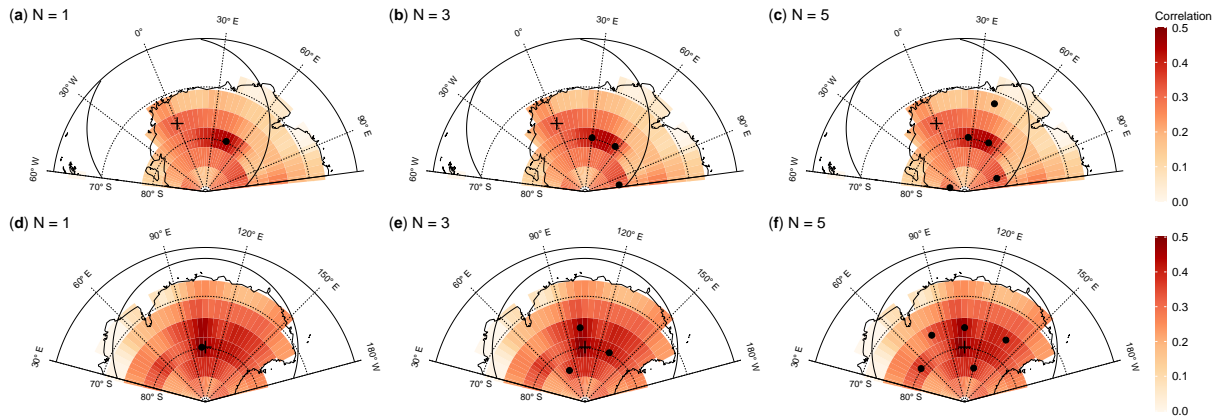 (a) N = 1
(b) N = 3
(c) N = 5
Correlation
0° 30° E 60° E 90° E
30° W
60° W
70° S 80° S
0° 30° E 60° E 90° E
30° W
60° W
70° S 80° S
0° 30° E 60° E 90° E
30° W
60° W
70° S 80° S
0.5
0.4
0.3
0.2
0.1
0.0
(d) N = 1
(e) N = 3
(f) N = 5
90° E 120° E
60° E 150° E
30° E 180° W
70° S
80° S
90° E 120° E
60° E 150° E
30° E 180° W
70° S
80° S
90° E 120° E
60° E 150° E
30° E 180° W
70° S
80° S
0.5
0.4
0.3
0.2
0.1
0.0